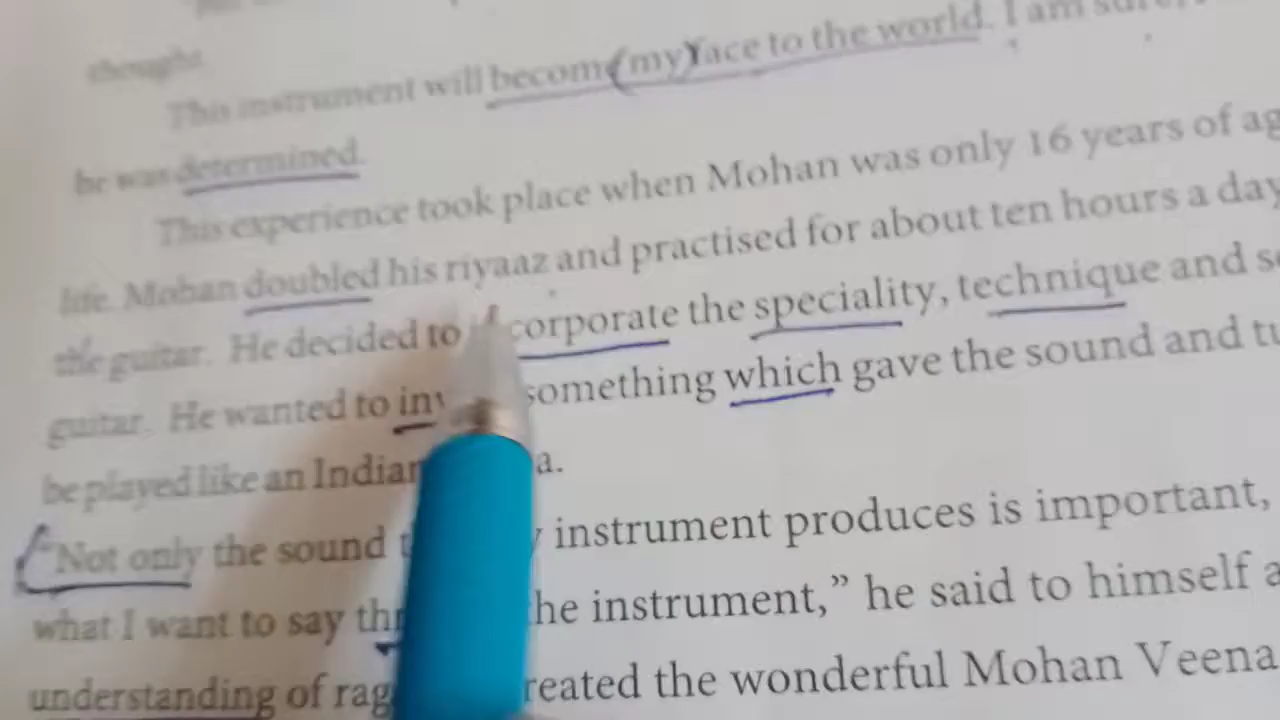 thought.
This instrument will become (my) face to the world. I am sure,
he was determined.
This experience took place when Mohan was only 16 years of
life. Mohan doubled his riyaaz and practised for about ten hours a day
the guitar. He decided to corporate the speciality, technique and
guitar. He wanted to something which gave the sound and
be played like an Indian
“Not only the sound instrument produces is important,
what I want to say the instrument,” he said to himself
understanding of created the wonderful Mohan Veena